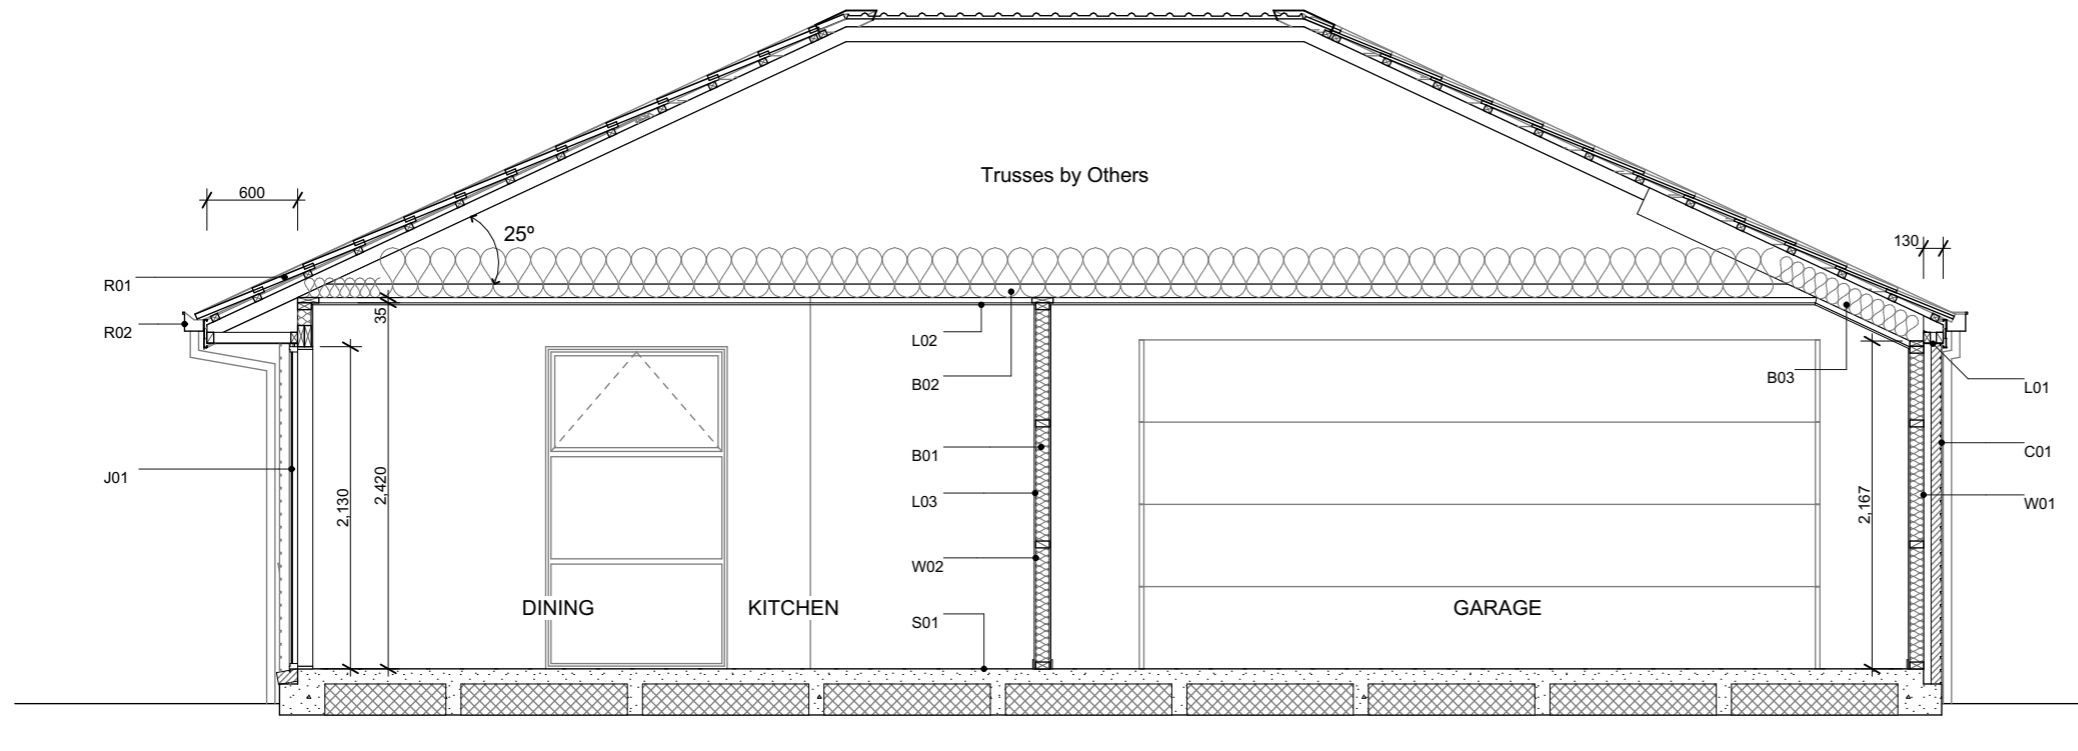 Trusses by Others
600
25º
130
R01
R02
35
L02
B02
B03
L01
J01
2,130
2,420
B01
L03
W02
2,167
C01
W01
DINING
KITCHEN
GARAGE
S01